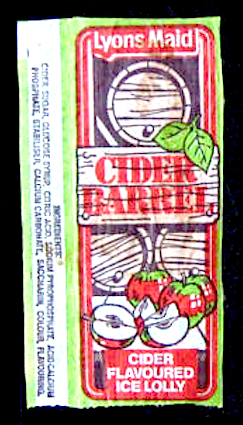 Lyons Maid
CIDER
BARREL
CIDER
FLAVOURED
ICE LOLLY
INGREDIENTS:
CIDER, SUGAR, GLUCOSE SYRUP, CITRIC ACID, SODIUM PYROPHOSPHATE, ACID CALCIUM
PHOSPHATE, STABILISER, CALCIUM CARBONATE, SACCHARIN, COLOUR, FLAVOURING.